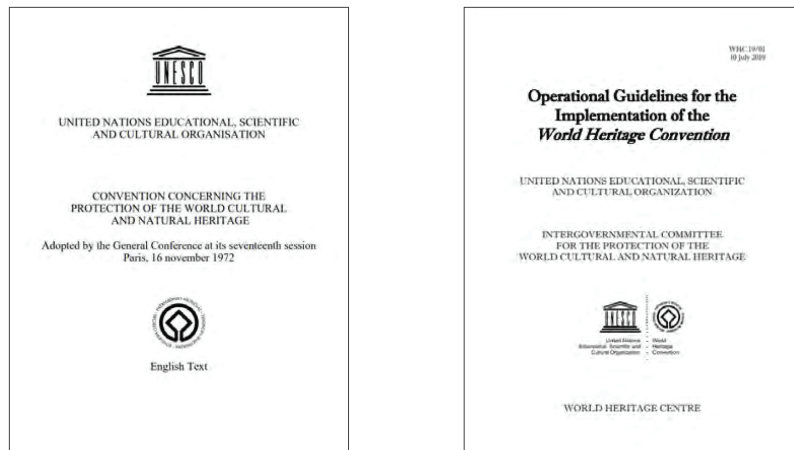 UNESCO
UNITED NATIONS EDUCATIONAL, SCIENTIFIC
AND CULTURAL ORGANISATION
CONVENTION CONCERNING THE
PROTECTION OF THE WORLD CULTURAL
AND NATURAL HERITAGE
Adopted by the General Conference at its seventeenth session
Paris, 16 november 1972
English Text
WHC.19/01
10 July 2019
Operational Guidelines for the
Implementation of the
World Heritage Convention
UNITED NATIONS EDUCATIONAL, SCIENTIFIC
AND CULTURAL ORGANIZATION
INTERGOVERNMENTAL COMMITTEE
FOR THE PROTECTION OF THE
WORLD CULTURAL AND NATURAL HERITAGE
UNESCO
United Nations World
Educational, Scientific and Heritage
Cultural Organization Convention
WORLD HERITAGE CENTRE